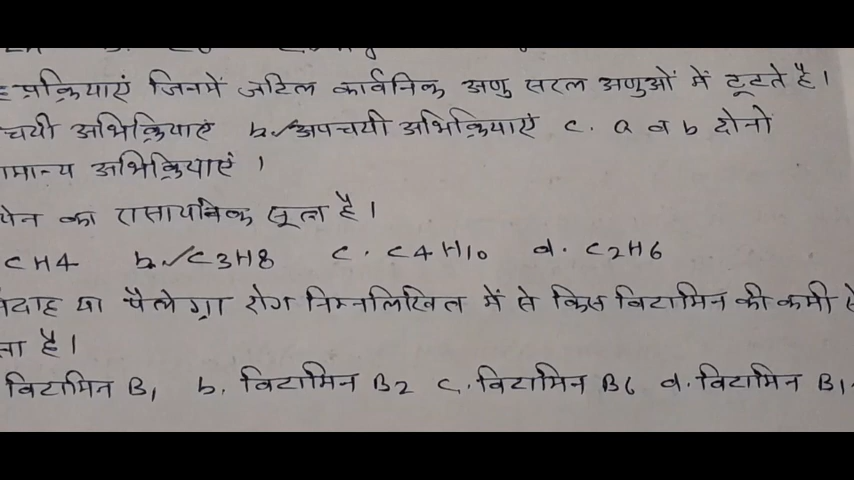 प्रक्रियाएं जिनमें जटिल कार्बनिक अणु सरल अणुओं में टूटते है।
चयी अभिक्रियाएं b. अपचयी अभिक्रियाएं c. a व b दोनो
मान्य अभिक्रियाएं ।
पेन का रासायनिक सूत्र है।
CH4 b. C3H8 c. C4H10 d. C2H6
दाह या पैलेग्रा रोग निम्नलिखित में से किस विटामिन की कमी से
ता है।
विटामिन B1 b. विटामिन B2 c. विटामिन B6 d. विटामिन B1